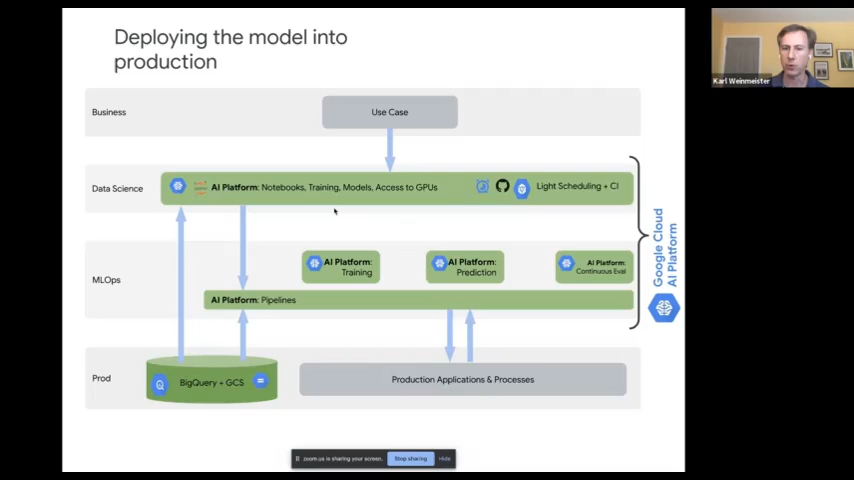 Deploying the model into
production
Karl Weinmeister
Business
Use Case
Data Science
AI Platform: Notebooks, Training, Models, Access to GPUs
Light Scheduling + CI
Google Cloud
AI Platform
MLOps
AI Platform:
Training
AI Platform:
Prediction
AI Platform:
Continuous Eval
AI Platform: Pipelines
Prod
BigQuery + GCS
Production Applications & Processes
zoom.us is sharing your screen.
Stop sharing
Hide